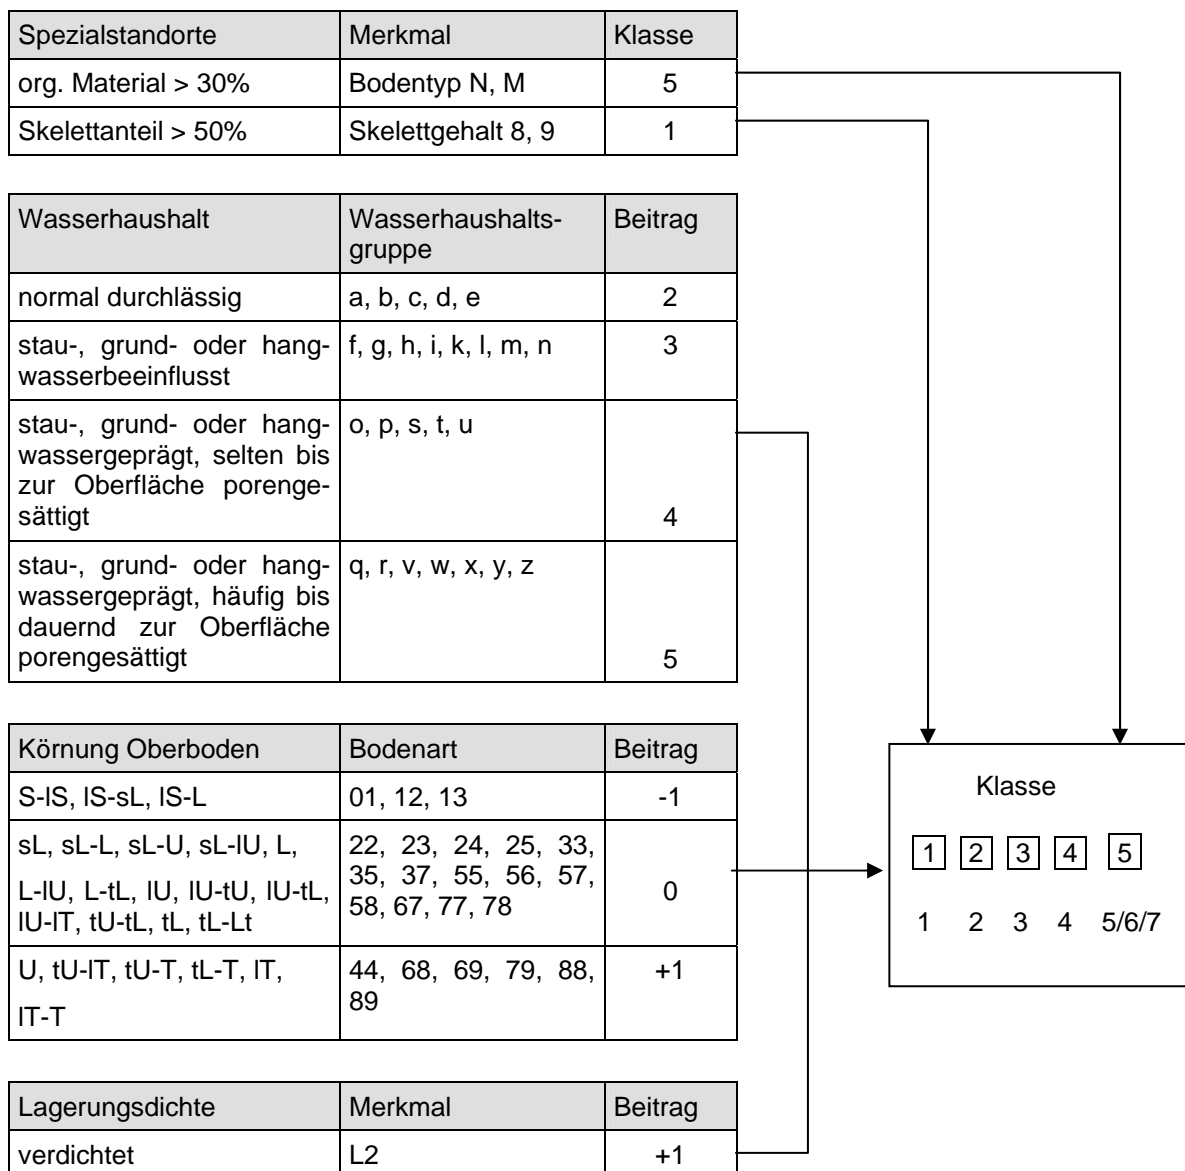 Spezialstandorte Merkmal Klasse
org. Material > 30% Bodentyp N, M 5
Skelettanteil > 50% Skelettgehalt 8, 9 1
Wasserhaushalt Wasserhaushalts-
gruppe Beitrag
normal durchlässig a, b, c, d, e 2
stau-, grund- oder hang-
wasserbeeinflusst f, g, h, i, k, l, m, n 3
stau-, grund- oder hang-
wassergeprägt, selten bis
zur Oberfläche porenge-
sättigt o, p, s, t, u 4
stau-, grund- oder hang-
wassergeprägt, häufig bis
dauernd zur Oberfläche
porengesättigt q, r, v, w, x, y, z 5
Körnung Oberboden Bodenart Beitrag
S-lS, lS-sL, lS-L 01, 12, 13 -1
sL, sL-L, sL-U, sL-lU, L,
L-lU, L-tL, lU, lU-tU, lU-tL,
lU-lT, tU-tL, tL, tL-Lt
22, 23, 24, 25, 33,
35, 37, 55, 56, 57,
58, 67, 77, 78
0
U, tU-lT, tU-T, tL-T, lT,
lT-T
44, 68, 69, 79, 88,
89
+1
Lagerungsdichte Merkmal Beitrag
verdichtet L2 +1
Klasse
1 2 3 4 5
1 2 3 4 5/6/7